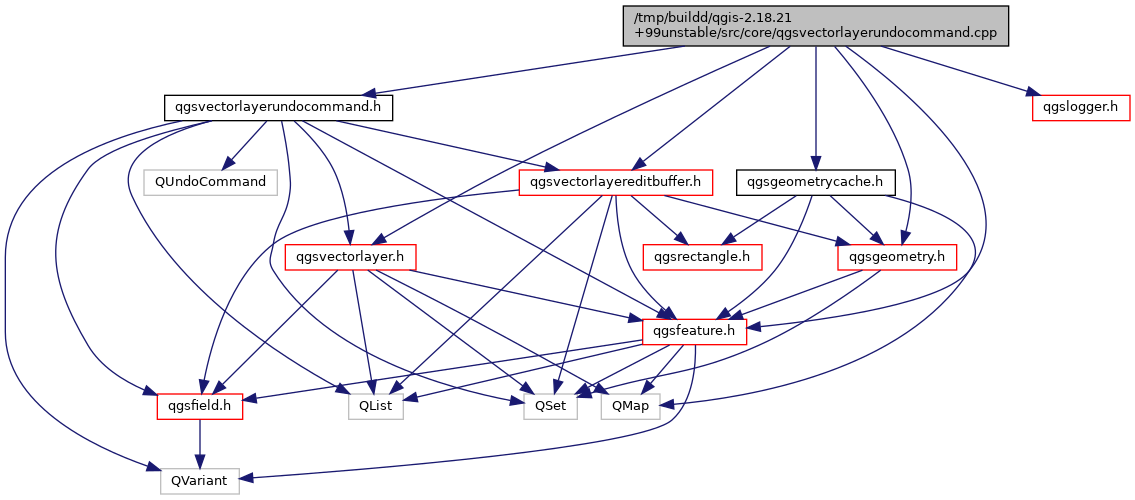 /tmp/buildd/qgis-2.18.21
+99unstable/src/core/qgsvectorlayerundocommand.cpp
qgsvectorlayerundocommand.h
qgslogger.h
QUndoCommand
qgsvectorlayereditbuffer.h
qgsgeometrycache.h
qgsvectorlayer.h
qgsrectangle.h
qgsgeometry.h
qgsfeature.h
qgsfield.h
QList
QSet
QMap
QVariant